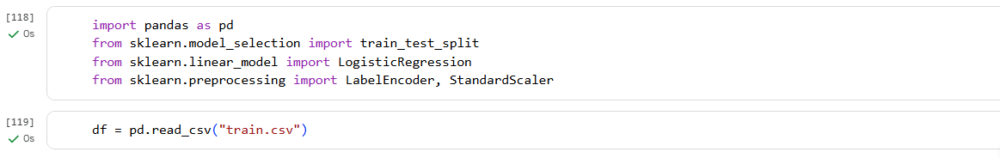 [118]
0s
import pandas as pd
from sklearn.model_selection import train_test_split
from sklearn.linear_model import LogisticRegression
from sklearn.preprocessing import LabelEncoder, StandardScaler
[119]
0s
df = pd.read_csv("train.csv")